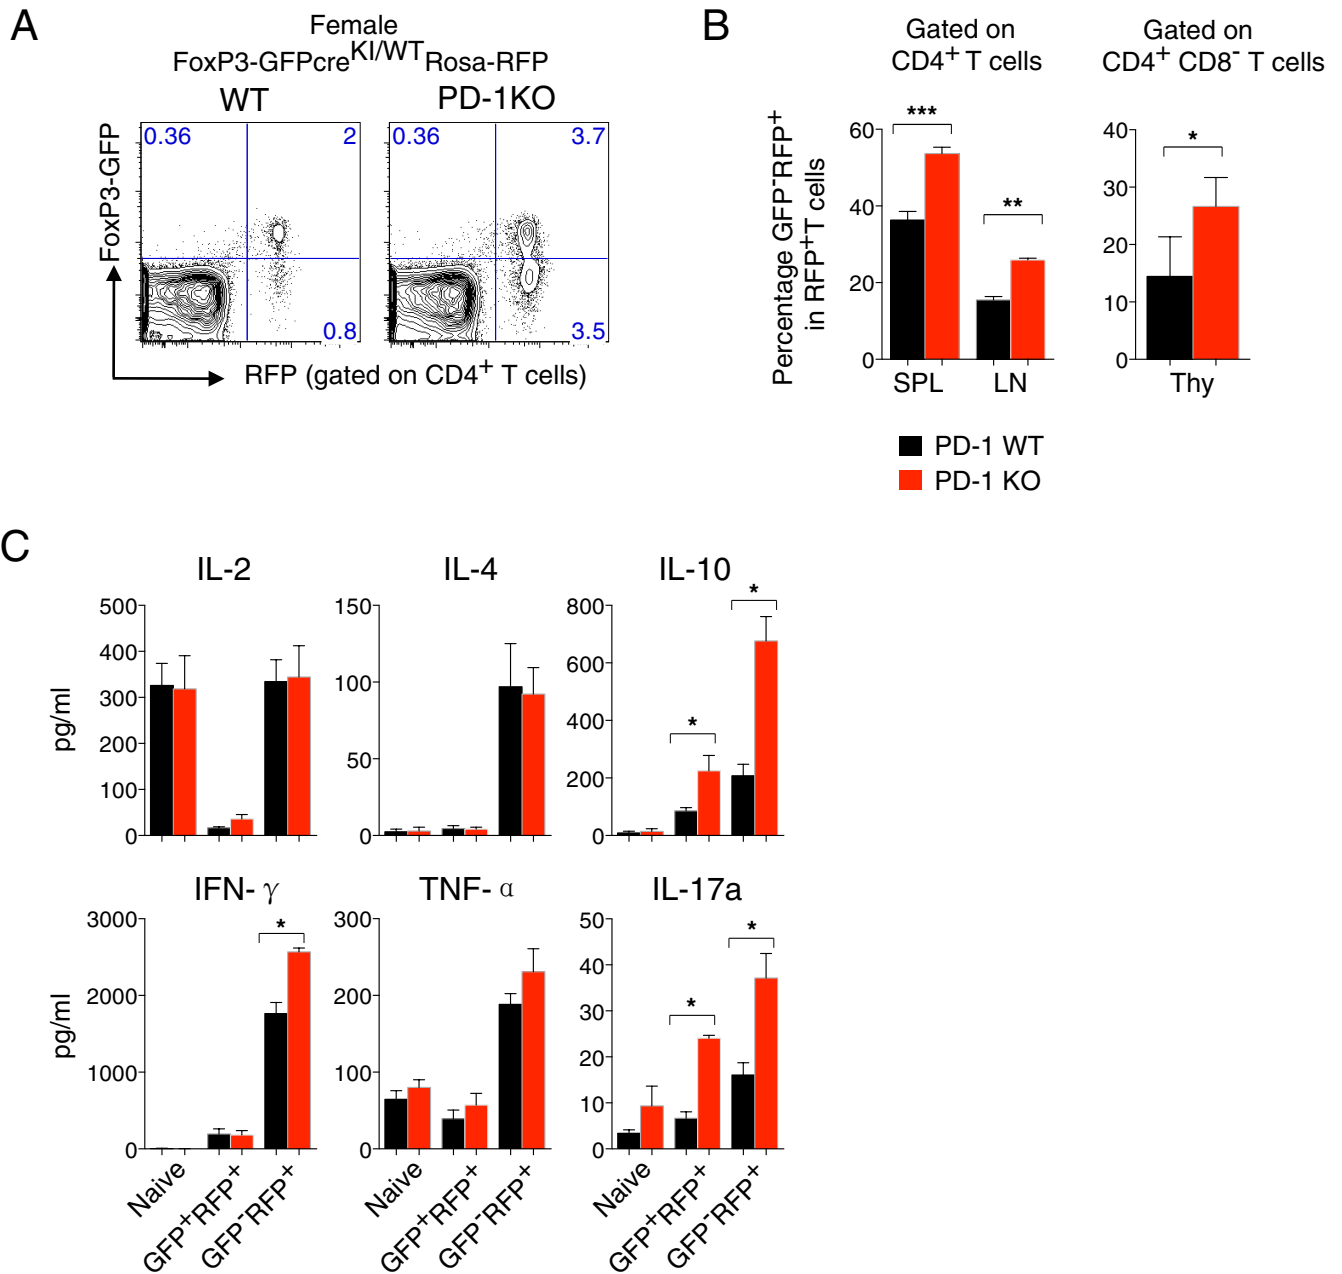 A
Female
FoxP3-GFPcre^KI/WT Rosa-RFP
WT PD-1KO
0.36 2
0.36 3.7
0.8
3.5
FoxP3-GFP
RFP (gated on CD4⁺ T cells)
B
Gated on
CD4⁺ T cells
Gated on
CD4⁺ CD8⁻ T cells
Percentage GFP⁻RFP⁺
in RFP⁺T cells
60
40
20
0
***
**
SPL LN
40
30
20
10
0
*
Thy
PD-1 WT
PD-1 KO
C
IL-2
pg/ml
500
400
300
200
100
0
IL-4
150
100
50
0
IL-10
800
600
400
200
0
*
*
IFN- γ
pg/ml
3000
2000
1000
0
*
Naive
GFP⁺RFP⁺
GFP⁻RFP⁺
TNF- α
300
200
100
0
Naive
GFP⁺RFP⁺
GFP⁻RFP⁺
IL-17a
50
40
30
20
10
0
*
*
Naive
GFP⁺RFP⁺
GFP⁻RFP⁺